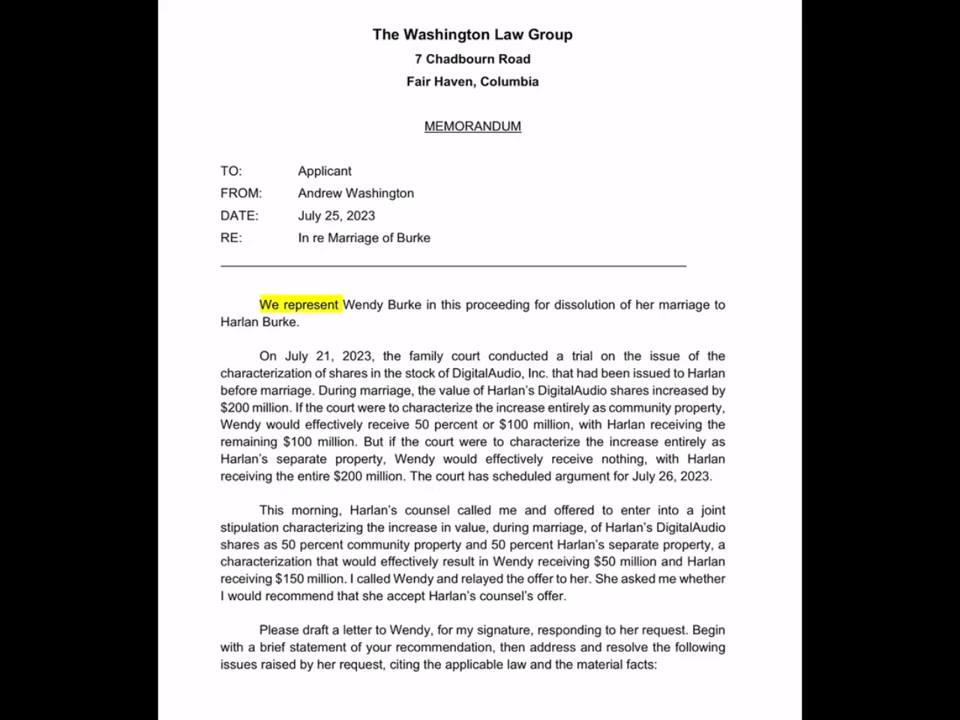 The Washington Law Group
7 Chadbourn Road
Fair Haven, Columbia
MEMORANDUM
TO: Applicant
FROM: Andrew Washington
DATE: July 25, 2023
RE: In re Marriage of Burke
We represent Wendy Burke in this proceeding for dissolution of her marriage to
Harlan Burke.
On July 21, 2023, the family court conducted a trial on the issue of the
characterization of shares in the stock of DigitalAudio, Inc. that had been issued to Harlan
before marriage. During marriage, the value of Harlan's DigitalAudio shares increased by
$200 million. If the court were to characterize the increase entirely as community property,
Wendy would effectively receive 50 percent or $100 million, with Harlan receiving the
remaining $100 million. But if the court were to characterize the increase entirely as
Harlan's separate property, Wendy would effectively receive nothing, with Harlan
receiving the entire $200 million. The court has scheduled argument for July 26, 2023.
This morning, Harlan's counsel called me and offered to enter into a joint
stipulation characterizing the increase in value, during marriage, of Harlan's DigitalAudio
shares as 50 percent community property and 50 percent Harlan's separate property, a
characterization that would effectively result in Wendy receiving $50 million and Harlan
receiving $150 million. I called Wendy and relayed the offer to her. She asked me whether
I would recommend that she accept Harlan's counsel's offer.
Please draft a letter to Wendy, for my signature, responding to her request. Begin
with a brief statement of your recommendation, then address and resolve the following
issues raised by her request, citing the applicable law and the material facts: